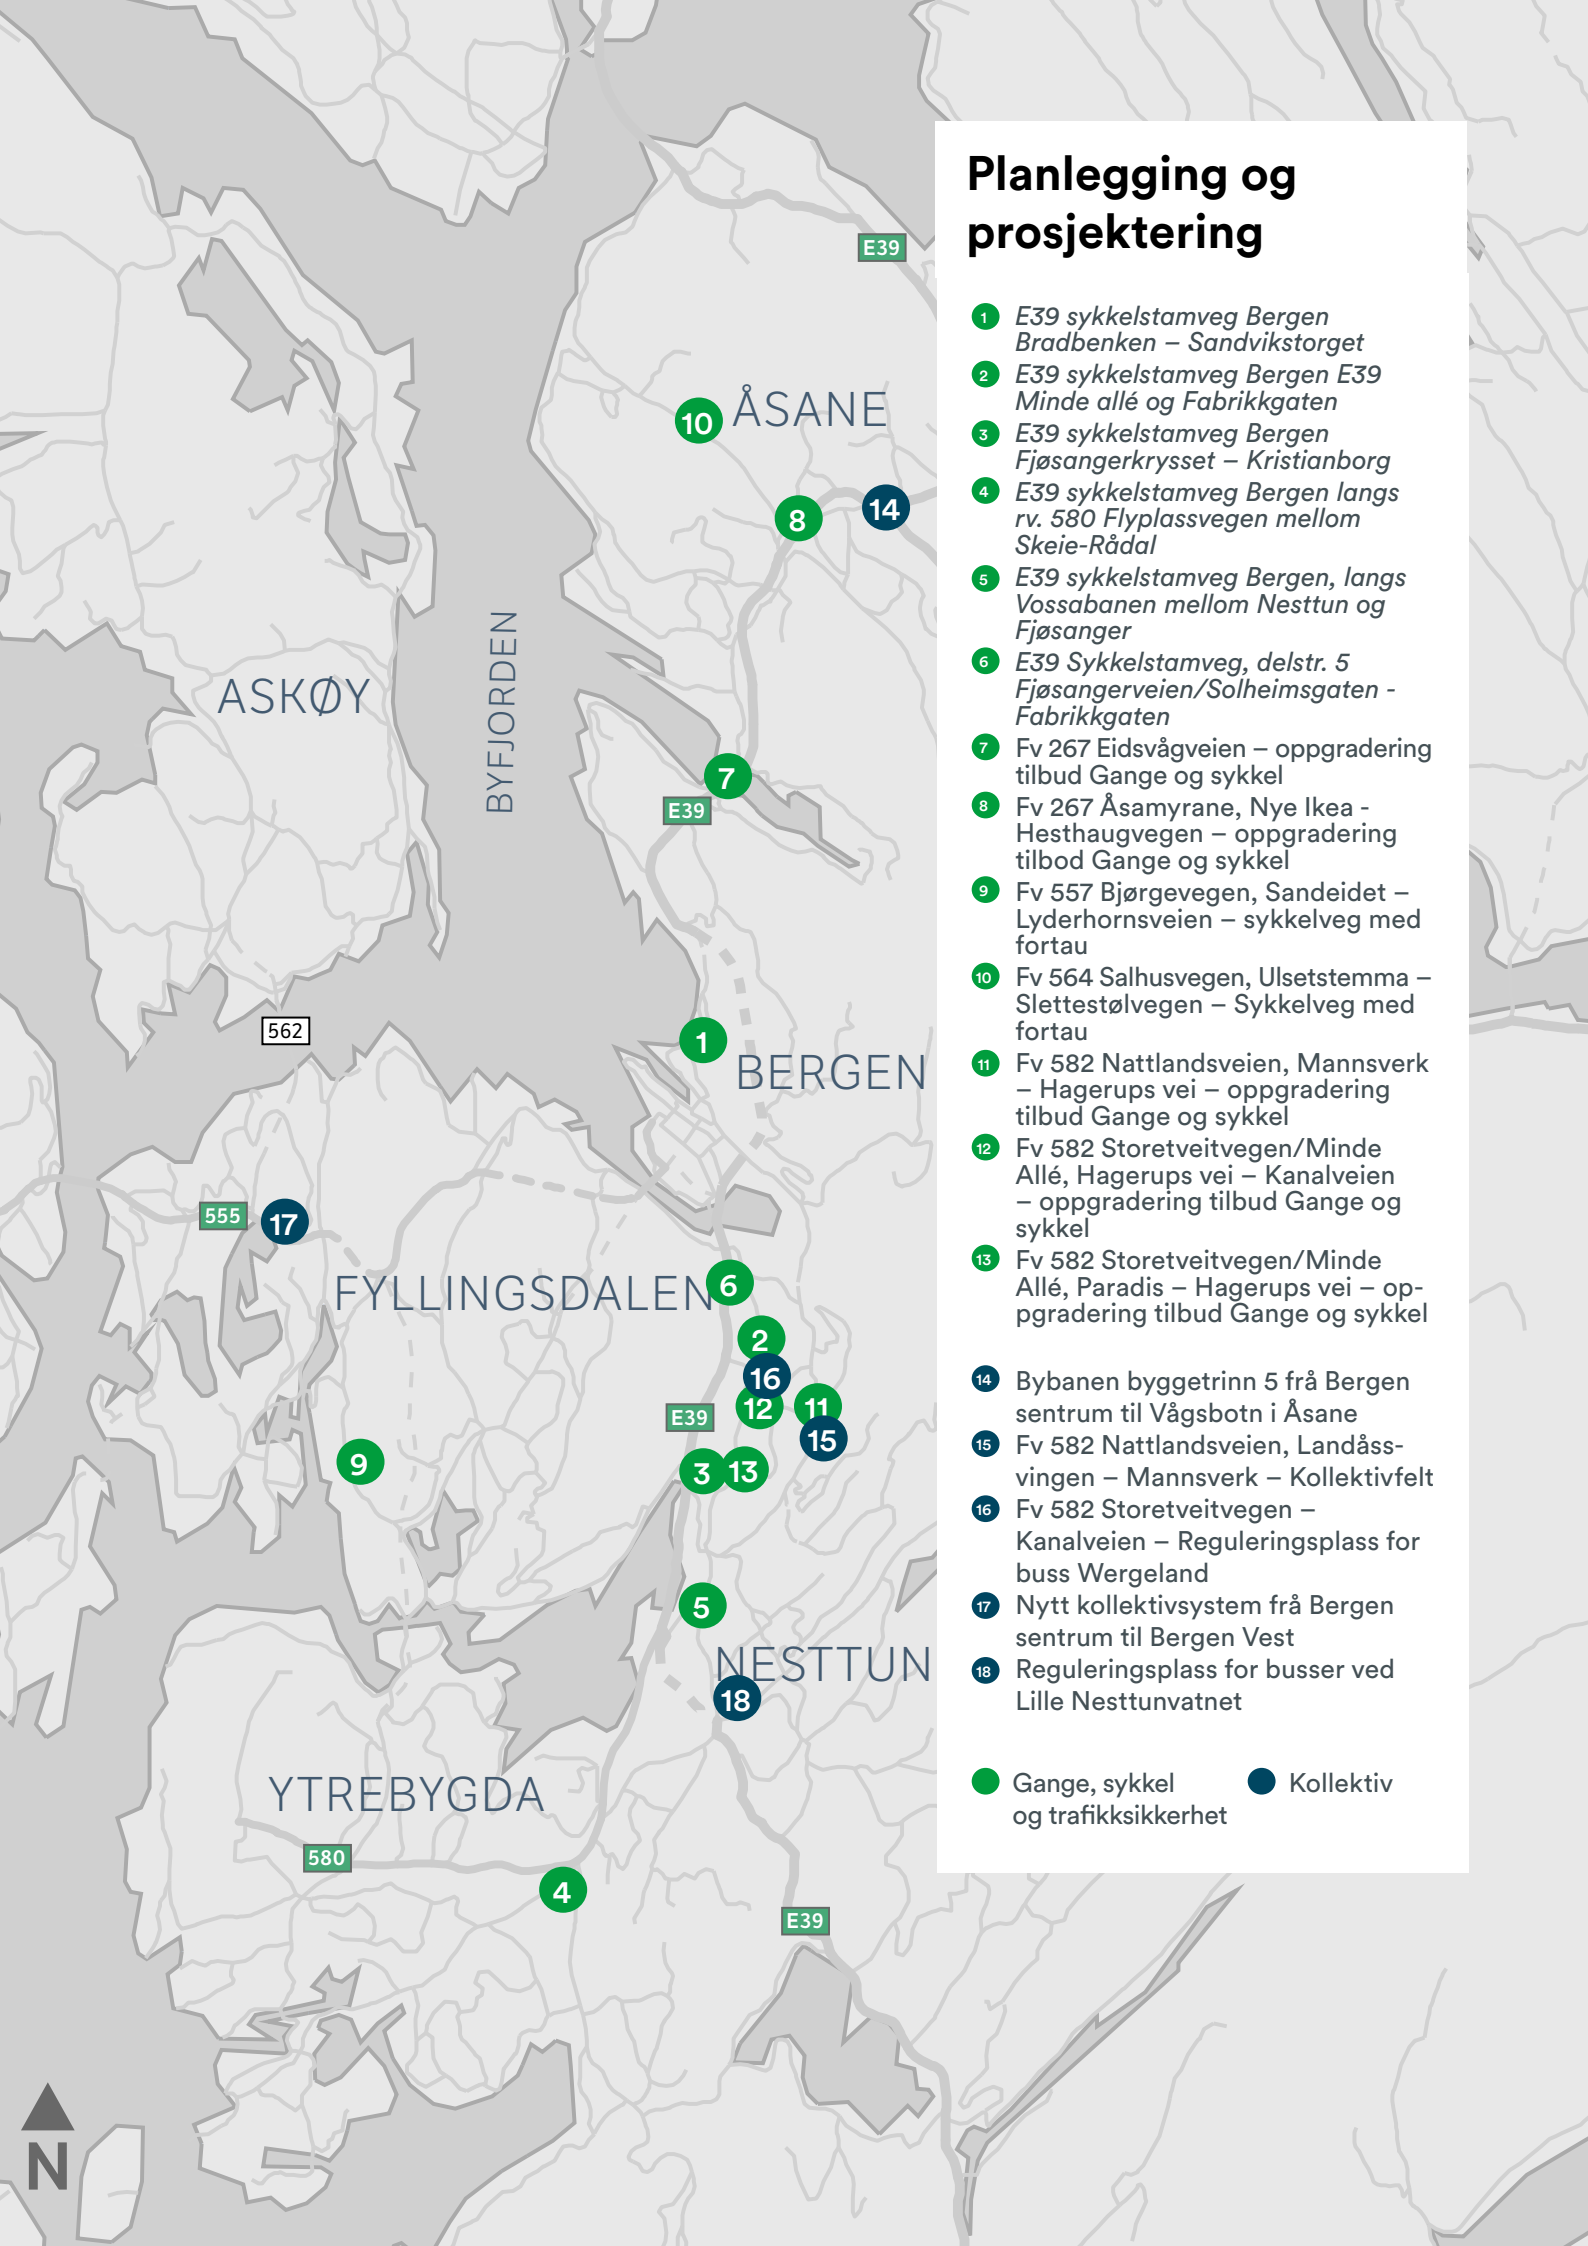 Planlegging og
prosjektering
1 E39 sykkelstamveg Bergen
Bradbenken – Sandvikstorget
2 E39 sykkelstamveg Bergen E39
Minde allé og Fabrikkgaten
3 E39 sykkelstamveg Bergen
Fjøsangerkrysset – Kristianborg
4 E39 sykkelstamveg Bergen langs
rv. 580 Flyplassvegen mellom
Skeie-Rådal
5 E39 sykkelstamveg Bergen, langs
Vossabanen mellom Nesttun og
Fjøsanger
6 E39 Sykkelstamveg, delstr. 5
Fjøsangerveien/Solheimsgaten -
Fabrikkgaten
7 Fv 267 Eidsvågveien – oppgradering
tilbud Gange og sykkel
8 Fv 267 Åsamyrane, Nye Ikea -
Hesthaugvegen – oppgradering
tilbod Gange og sykkel
9 Fv 557 Bjørgevegen, Sandeidet –
Lyderhornsveien – sykkelveg med
fortau
10 Fv 564 Salhusvegen, Ulsetstemma –
Slettestølvegen – Sykkelveg med
fortau
11 Fv 582 Nattlandsveien, Mannsverk
– Hagerups vei – oppgradering
tilbud Gange og sykkel
12 Fv 582 Storetveitvegen/Minde
Allé, Hagerups vei – Kanalveien
– oppgradering tilbud Gange og
sykkel
13 Fv 582 Storetveitvegen/Minde
Allé, Paradis – Hagerups vei – op-
pgradering tilbud Gange og sykkel
14 Bybanen byggetrinn 5 frå Bergen
sentrum til Vågsbotn i Åsane
15 Fv 582 Nattlandsveien, Landåss-
vingen – Mannsverk – Kollektivfelt
16 Fv 582 Storetveitvegen –
Kanalveien – Reguleringsplass for
buss Wergeland
17 Nytt kollektivsystem frå Bergen
sentrum til Bergen Vest
18 Reguleringsplass for busser ved
Lille Nesttunvatnet
Gange, sykkel
og trafikksikkerhet
Kollektiv
E39
10 ÅSANE
8
14
BYFJORDEN
ASKØY
7
E39
562
1
BERGEN
555
17
FYLLINGSDALEN
6
2
16
12
11
E39
15
9
3
13
5
NESTTUN
18
YTREBYGDA
580
4
E39
N